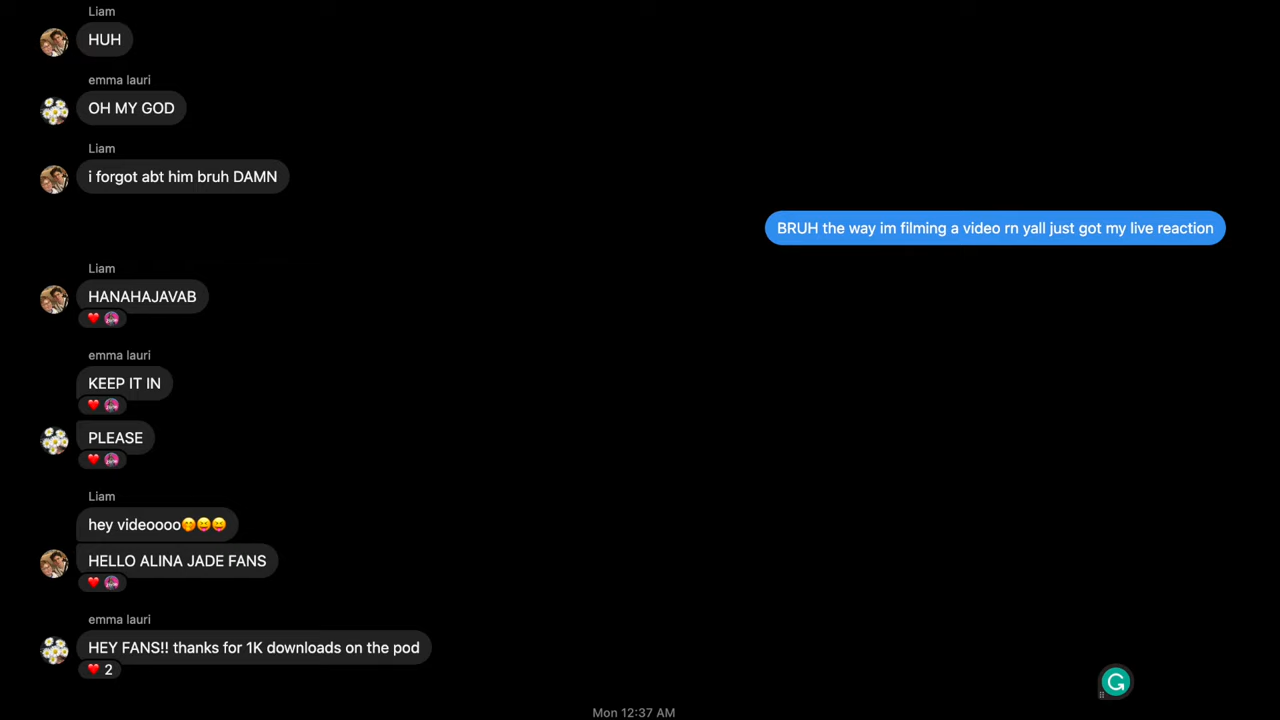 Liam
HUH
emma lauri
OH MY GOD
Liam
i forgot abt him bruh DAMN
BRUH the way im filming a video rn yall just got my live reaction
Liam
HANAHAJAVAB
emma lauri
KEEP IT IN
PLEASE
Liam
hey videoooo🤭😝😝
HELLO ALINA JADE FANS
emma lauri
HEY FANS!! thanks for 1K downloads on the pod
2
Mon 12:37 AM